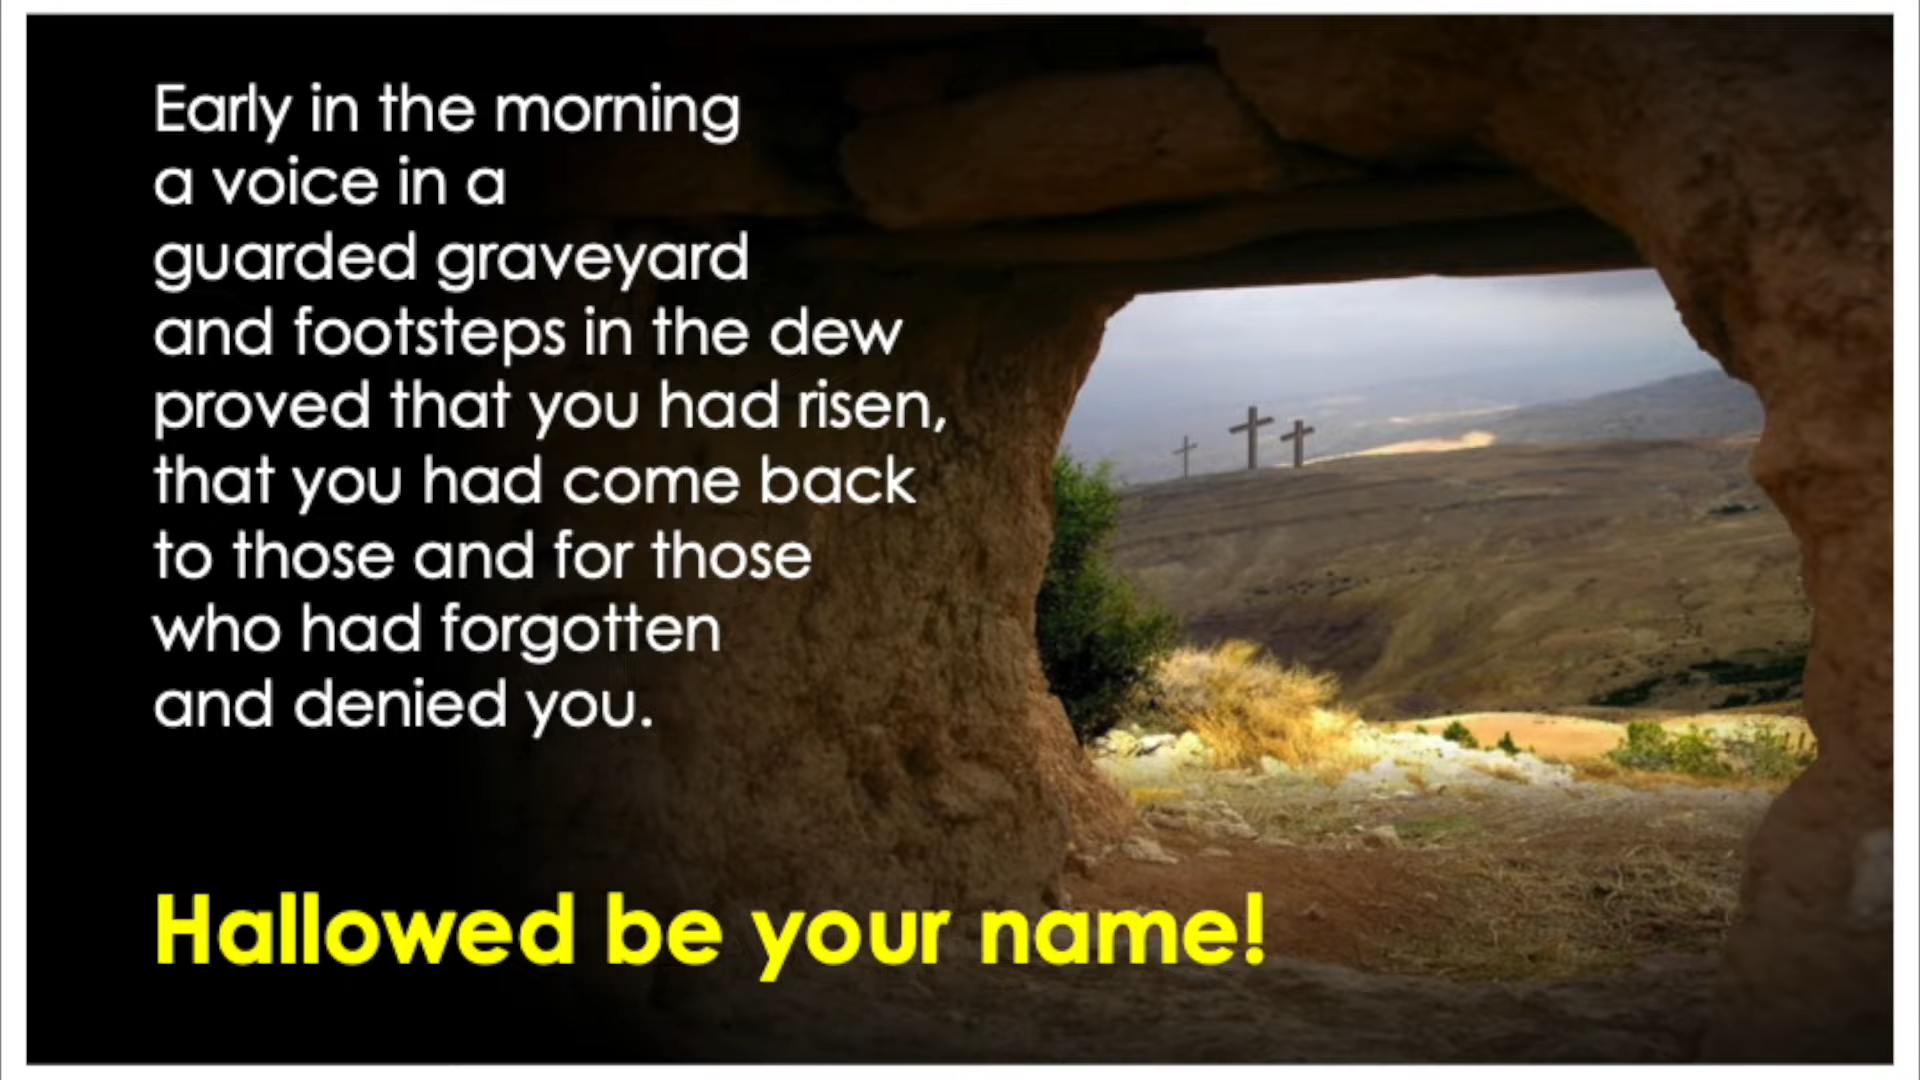 Early in the morning
a voice in a
guarded graveyard
and footsteps in the dew
proved that you had risen,
that you had come back
to those and for those
who had forgotten
and denied you.
Hallowed be your name!